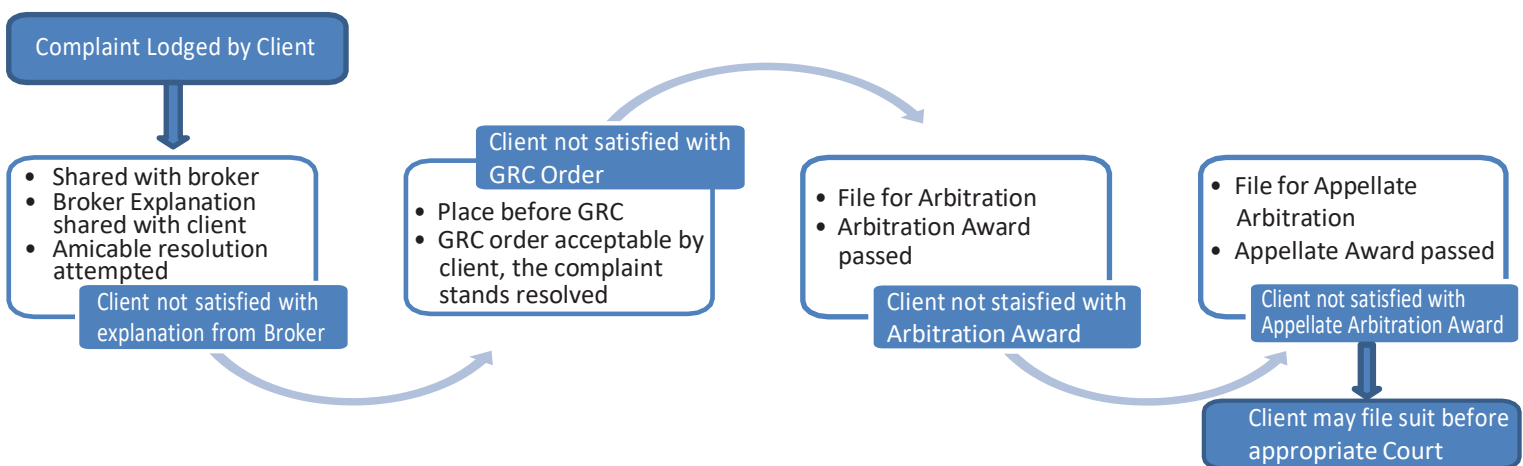 Complaint Lodged by Client
• Shared with broker
• Broker Explanation
shared with client
• Amicable resolution
attempted
Client not satisfied with
explanation from Broker
Client not satisfied with
GRC Order
• Place before GRC
• GRC order acceptable by
client, the complaint
stands resolved
• File for Arbitration
• Arbitration Award
passed
Client not staisfied with
Arbitration Award
• File for Appellate
Arbitration
• Appellate Award passed
Client not satisfied with
Appellate Arbitration Award
Client may file suit before
appropriate Court